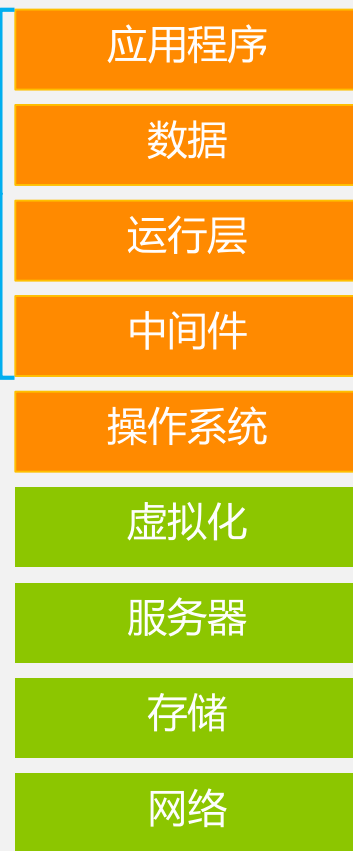 应用程序
数据
运行层
中间件
操作系统
虚拟化
服务器
存储
网络